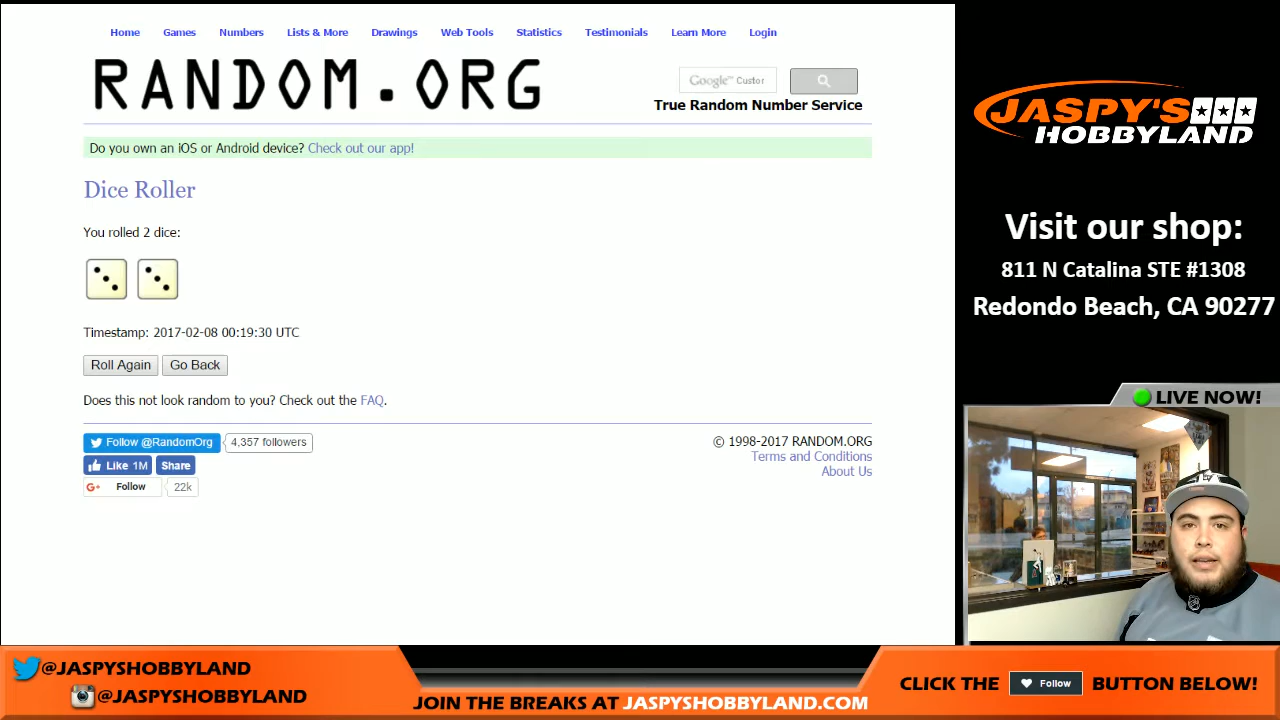 Home Games Numbers Lists & More Drawings Web Tools Statistics Testimonials Learn More Login
RANDOM.ORG
Google™ Custor
True Random Number Service
Do you own an iOS or Android device? Check out our app!
Dice Roller
You rolled 2 dice:
Timestamp: 2017-02-08 00:19:30 UTC
Roll Again Go Back
Does this not look random to you? Check out the FAQ.
Follow @RandomOrg 4,357 followers
Like 1M Share
G+ Follow 22k
© 1998-2017 RANDOM.ORG
Terms and Conditions
About Us
JASPY'S
HOBBYLAND
Visit our shop:
811 N Catalina STE #1308
Redondo Beach, CA 90277
LIVE NOW!
@JASPYSHOBBYLAND
@JASPYSHOBBYLAND
JOIN THE BREAKS AT JASPYSHOBBYLAND.COM
CLICK THE Follow BUTTON BELOW!